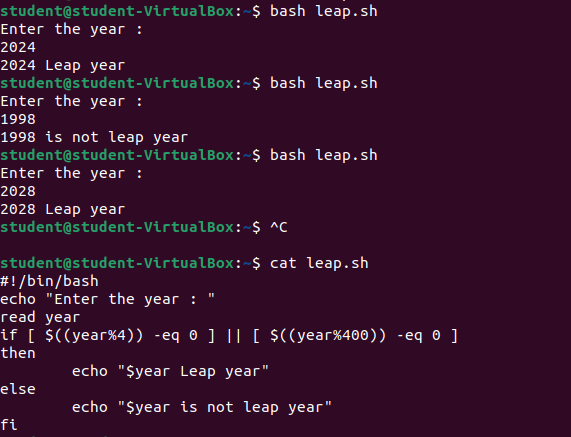 student@student-VirtualBox:~$ bash leap.sh
Enter the year :
2024
2024 Leap year
student@student-VirtualBox:~$ bash leap.sh
Enter the year :
1998
1998 is not leap year
student@student-VirtualBox:~$ bash leap.sh
Enter the year :
2028
2028 Leap year
student@student-VirtualBox:~$ ^C
student@student-VirtualBox:~$ cat leap.sh
#!/bin/bash
echo "Enter the year : "
read year
if [ $((year%4)) -eq 0 ] || [ $((year%400)) -eq 0 ]
then
        echo "$year Leap year"
else
        echo "$year is not leap year"
fi